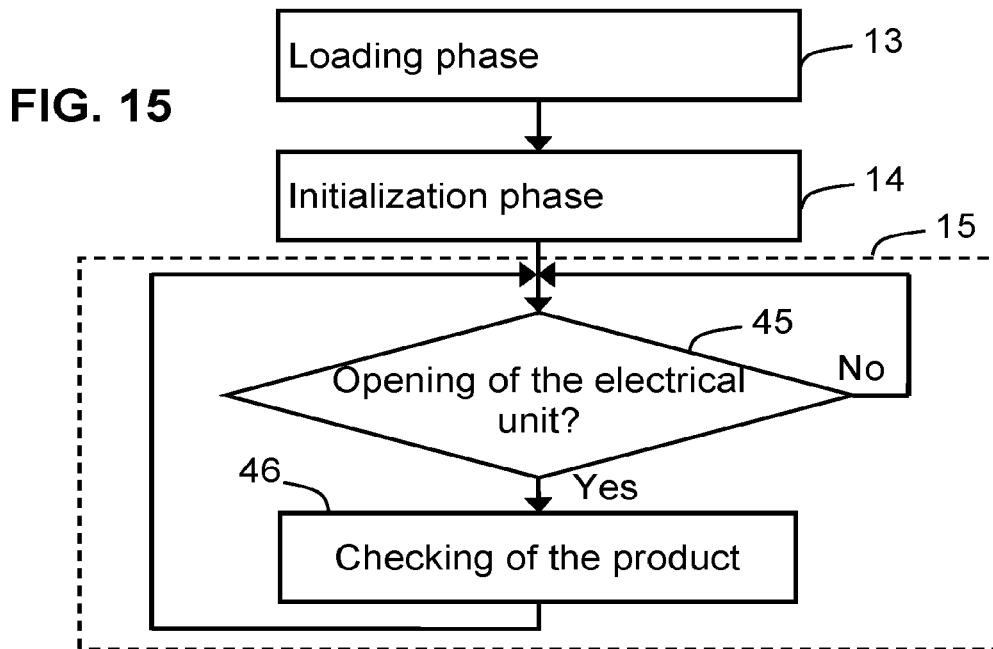 Loading phase
13
FIG. 15
Initialization phase
14
15
45
Opening of the electrical
unit?
No
46
Yes
Checking of the product